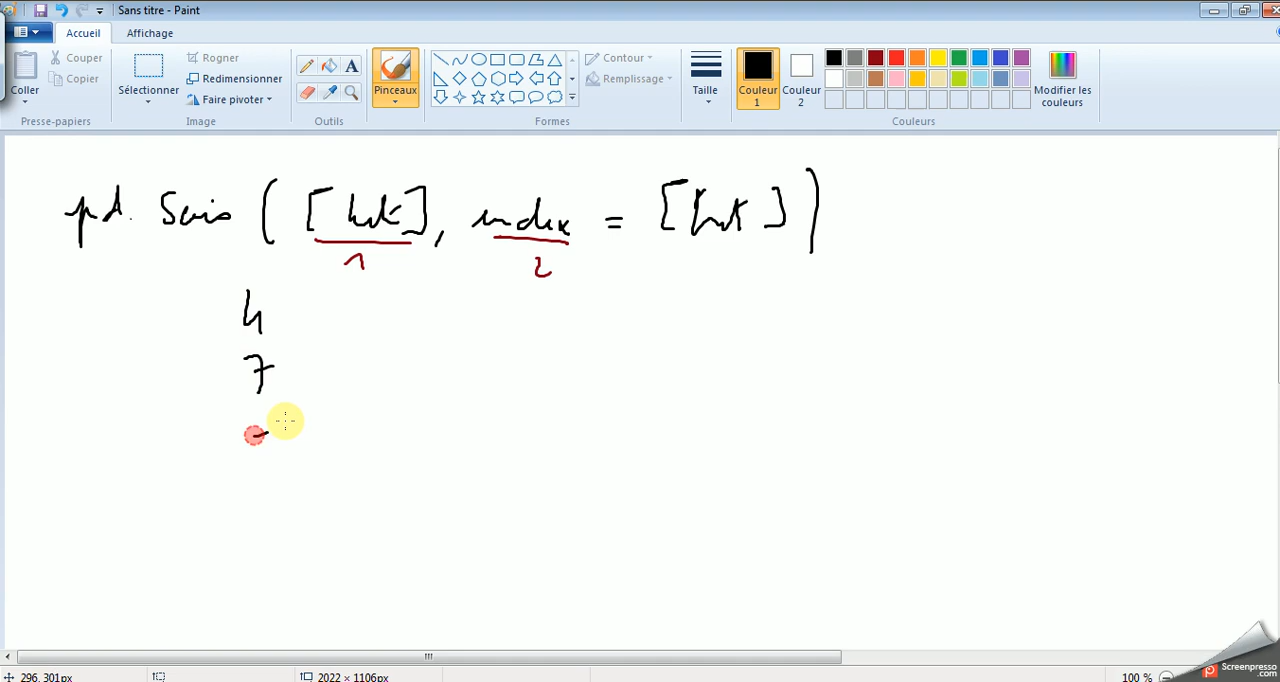 Sans titre - Paint
Accueil Affichage
Coller
Couper
Copier
Presse-papiers
Sélectionner
Rogner
Redimensionner
Faire pivoter
Image
Outils
Pinceaux
Contour
Remplissage
Formes
Taille
Couleur 1
Couleur 2
Modifier les couleurs
Couleurs
pd. Series ( [ ], index = [ ] )
1 2
4
7
296, 301px 2022 × 1106px 100 %
Screenpresso
.com